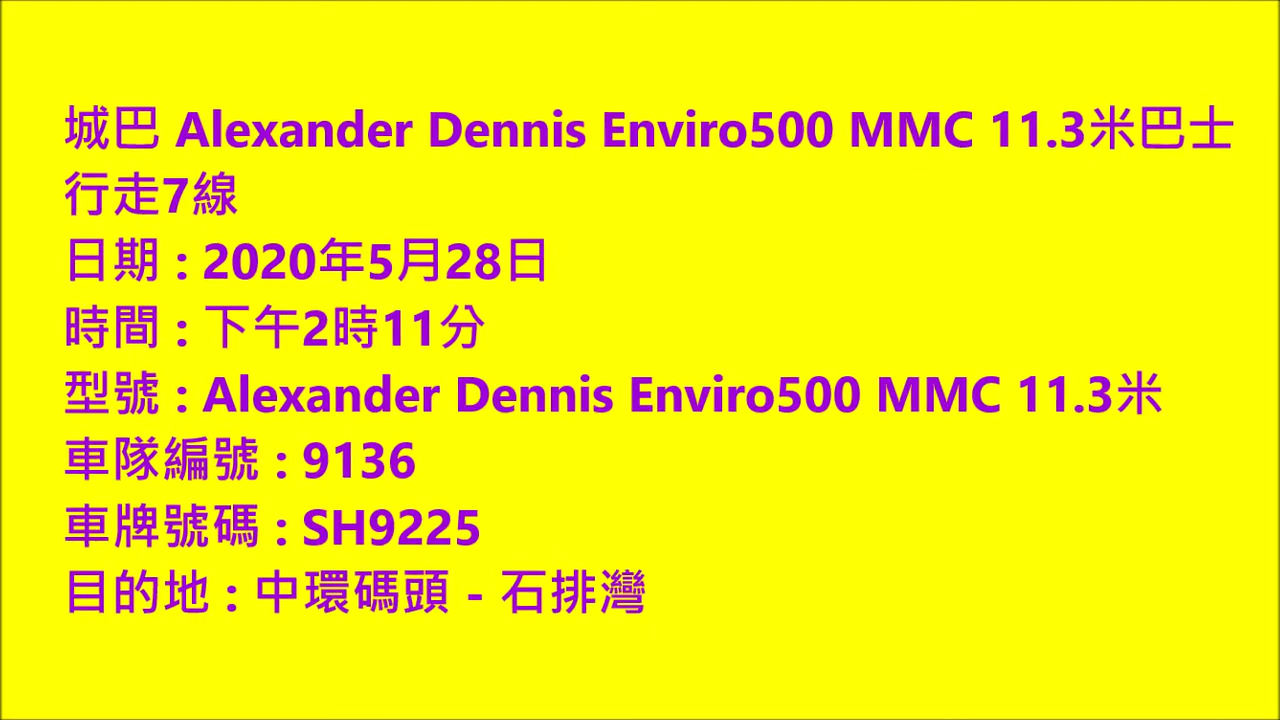 城巴 Alexander Dennis Enviro500 MMC 11.3米巴士
行走7線
日期 : 2020年5月28日
時間 : 下午2時11分
型號 : Alexander Dennis Enviro500 MMC 11.3米
車隊編號 : 9136
車牌號碼 : SH9225
目的地 : 中環碼頭 - 石排灣